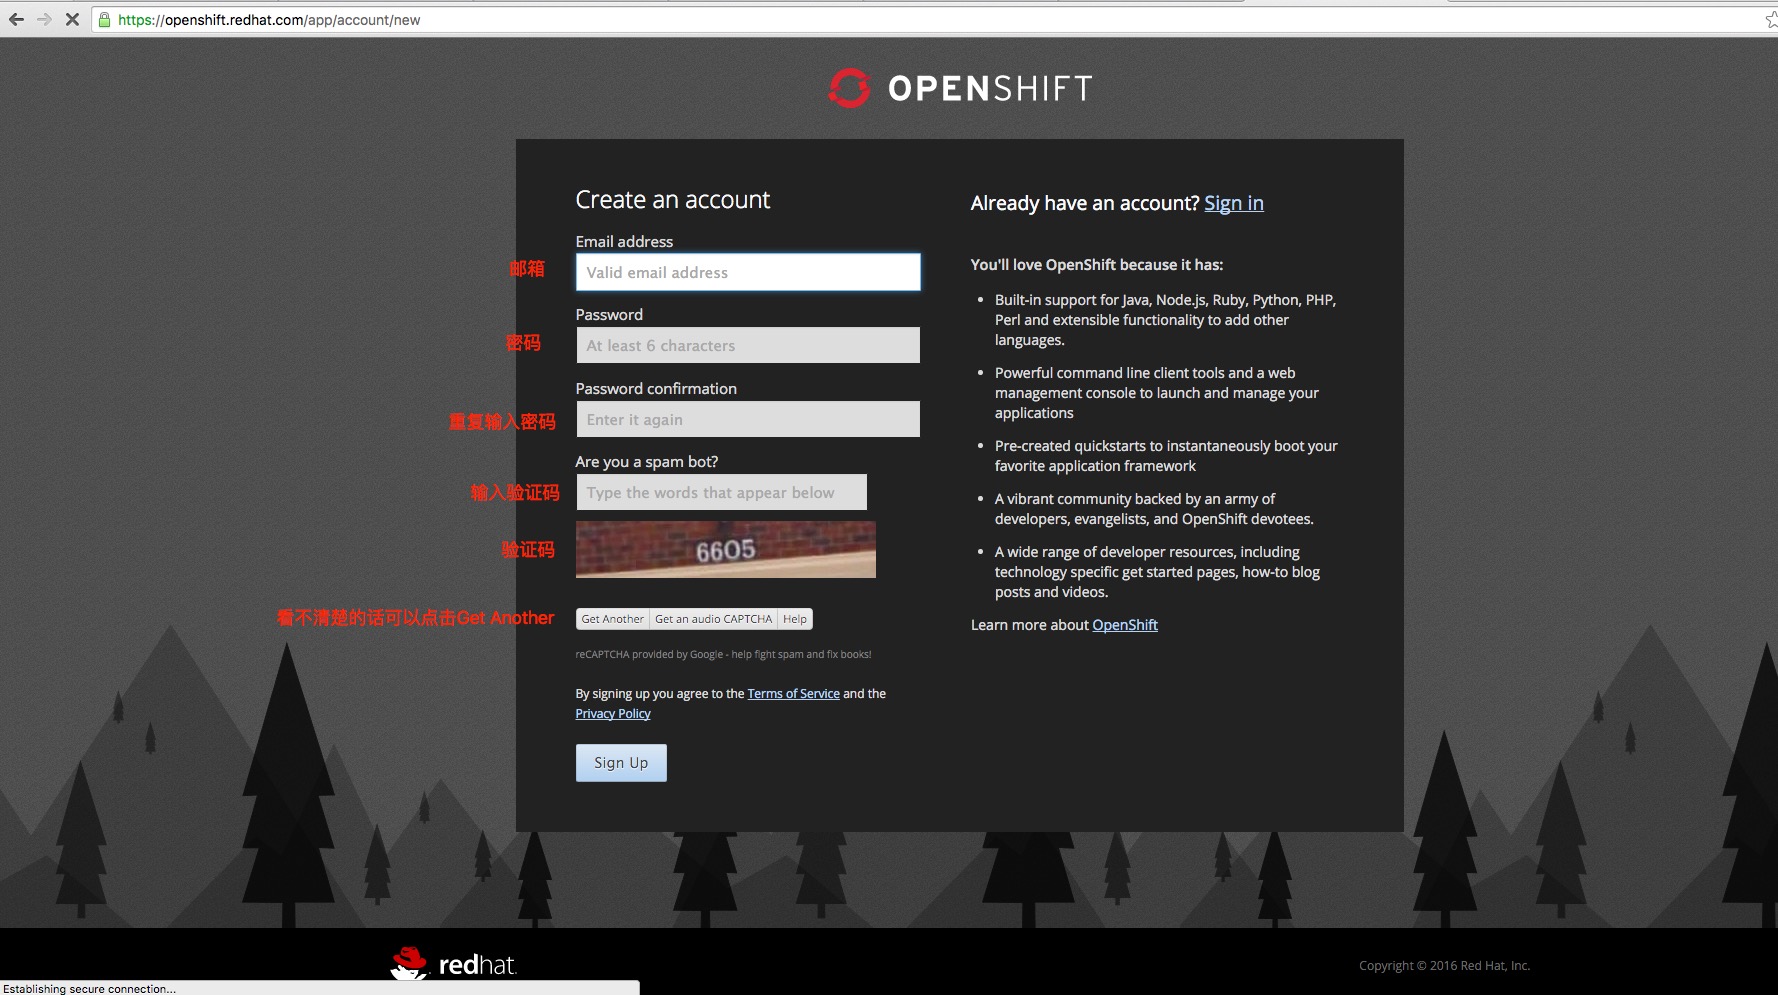 https://openshift.redhat.com/app/account/new
OPENSHIFT
Create an account
Email address
邮箱
Valid email address
Password
密码
At least 6 characters
Password confirmation
重复输入密码
Enter it again
Are you a spam bot?
输入验证码
Type the words that appear below
验证码
6605
看不清楚的话可以点击Get Another
Get Another
Get an audio CAPTCHA
Help
reCAPTCHA provided by Google - help fight spam and fix books!
By signing up you agree to the Terms of Service and the
Privacy Policy
Sign Up
Already have an account? Sign in
You'll love OpenShift because it has:
• Built-in support for Java, Node.js, Ruby, Python, PHP,
Perl and extensible functionality to add other
languages.
• Powerful command line client tools and a web
management console to launch and manage your
applications
• Pre-created quickstarts to instantaneously boot your
favorite application framework
• A vibrant community backed by an army of
developers, evangelists, and OpenShift devotees.
• A wide range of developer resources, including
technology specific get started pages, how-to blog
posts and videos.
Learn more about OpenShift
redhat.
Copyright © 2016 Red Hat, Inc.
Establishing secure connection...